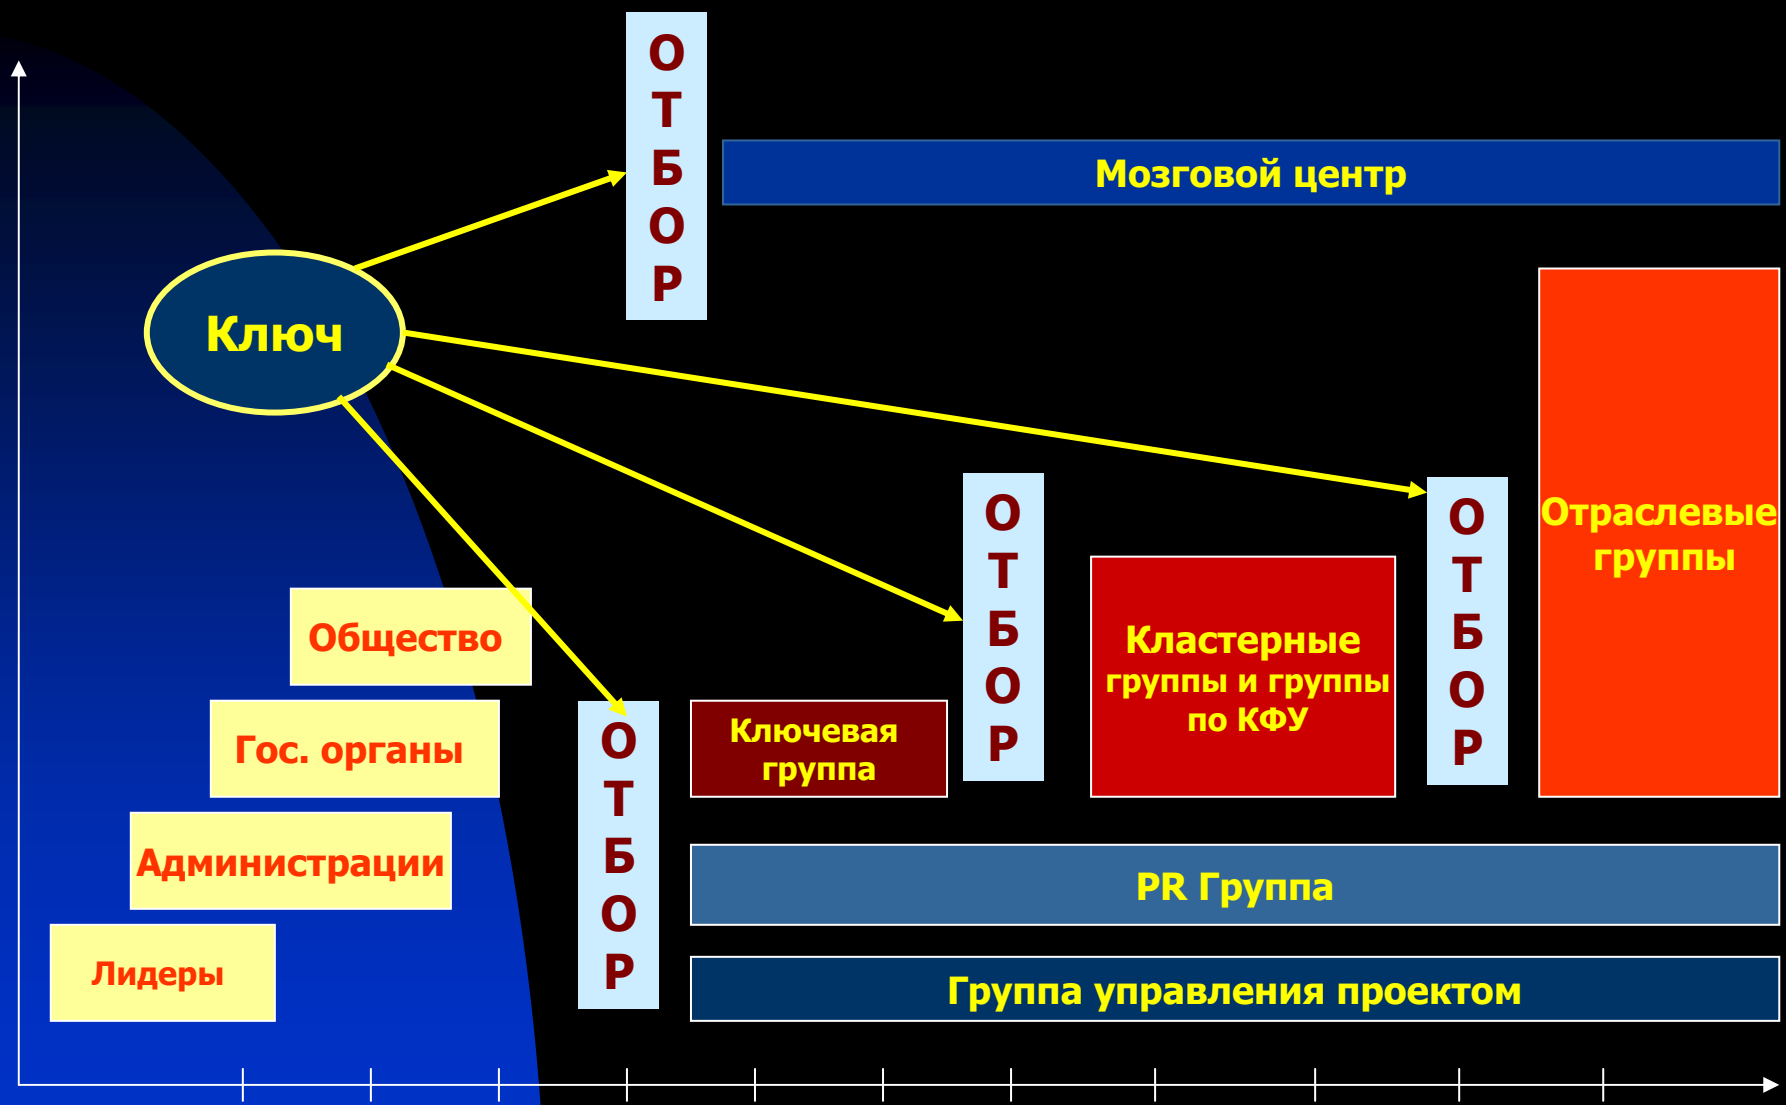 О
Т
Б
О
Р
Мозговой центр
Ключ
Отраслевые
группы
О
Т
Б
О
Р
О
Т
Б
О
Р
Кластерные
группы и группы
по КФУ
Общество
Гос. органы
Ключевая
группа
О
Т
Б
О
Р
Администрации
PR Группа
Лидеры
Группа управления проектом